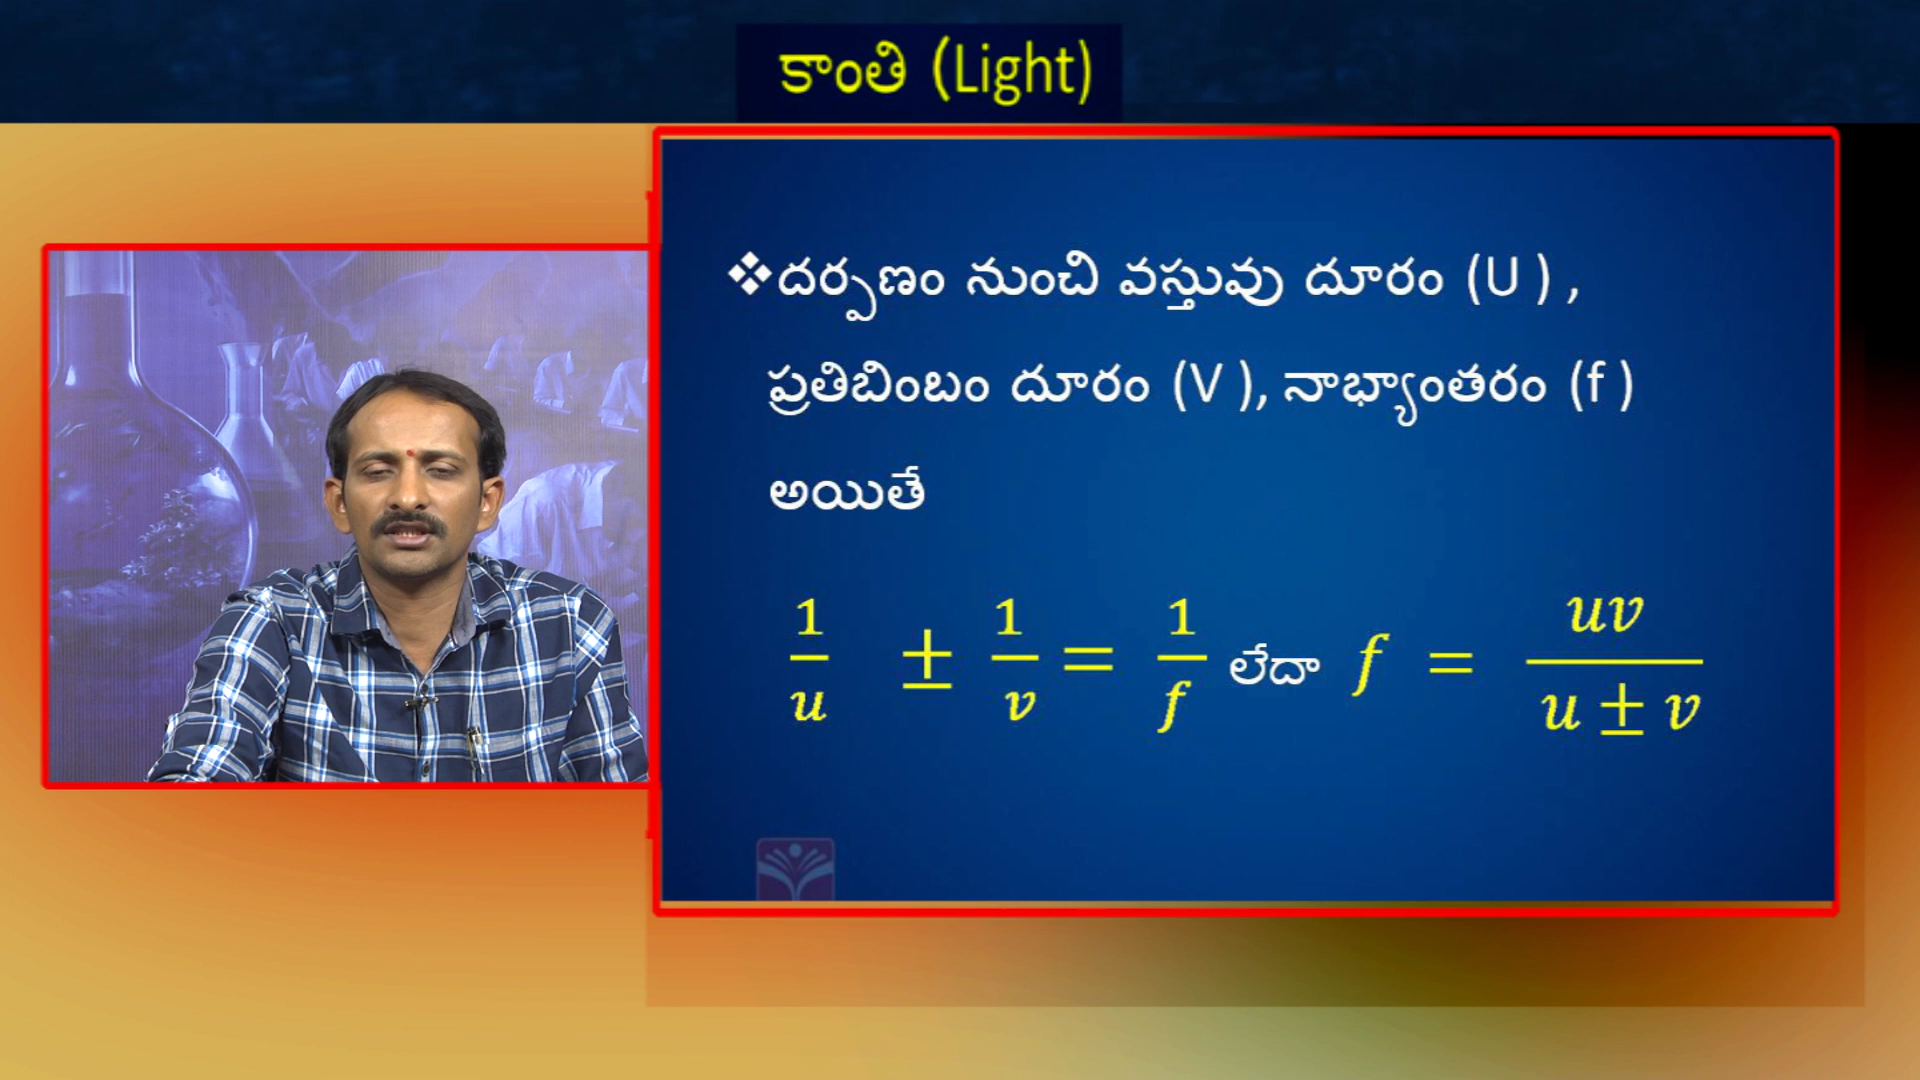 కాంతి (Light)
❖దర్పణం నుంచి వస్తువు దూరం (U ) ,
ప్రతిబింబం దూరం (V ), నాభ్యాంతరం (f )
అయితే
1/u ± 1/v = 1/f లేదా f = uv/(u ± v)